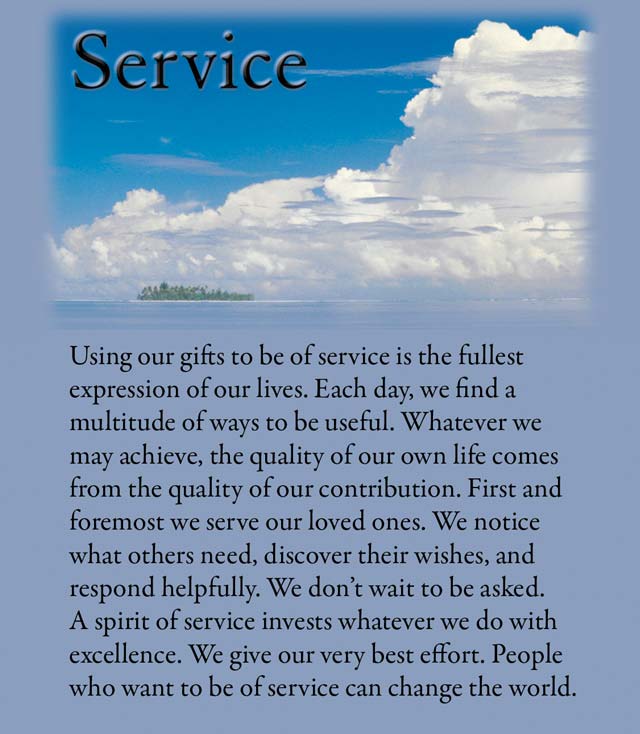 Service
Using our gifts to be of service is the fullest
expression of our lives. Each day, we find a
multitude of ways to be useful. Whatever we
may achieve, the quality of our own life comes
from the quality of our contribution. First and
foremost we serve our loved ones. We notice
what others need, discover their wishes, and
respond helpfully. We don’t wait to be asked.
A spirit of service invests whatever we do with
excellence. We give our very best effort. People
who want to be of service can change the world.